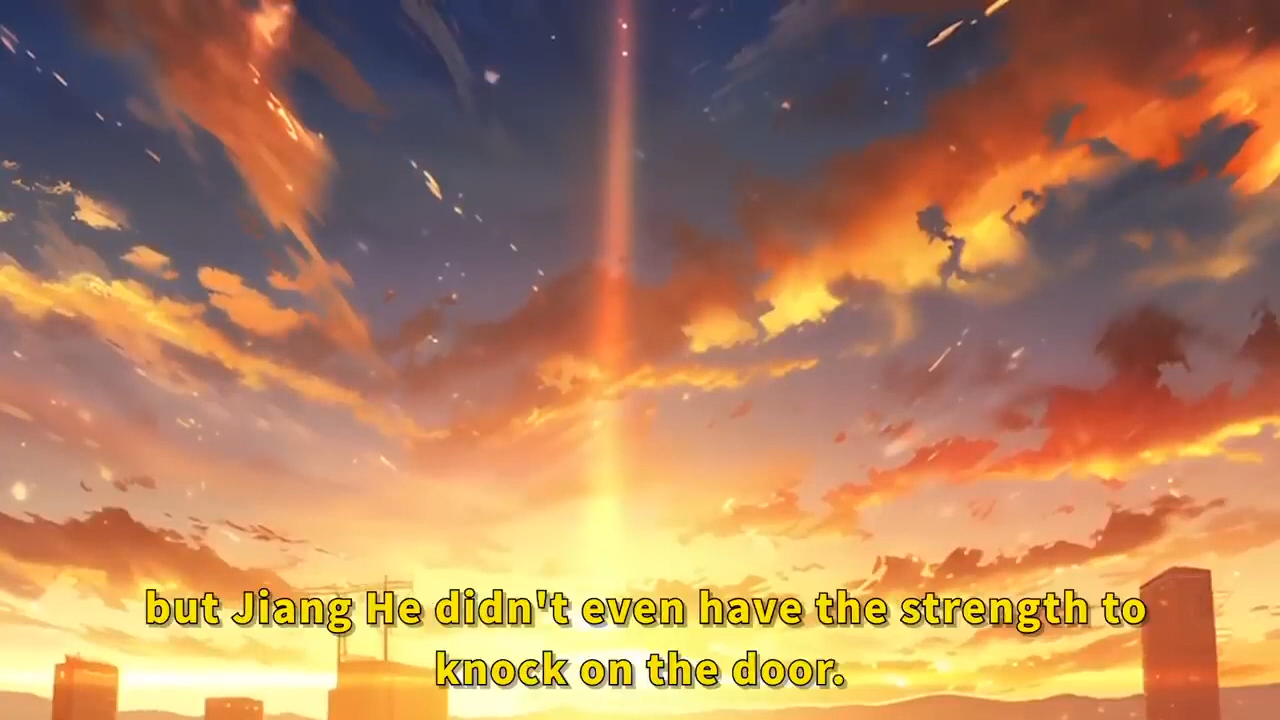 but Jiang He didn't even have the strength to
knock on the door.